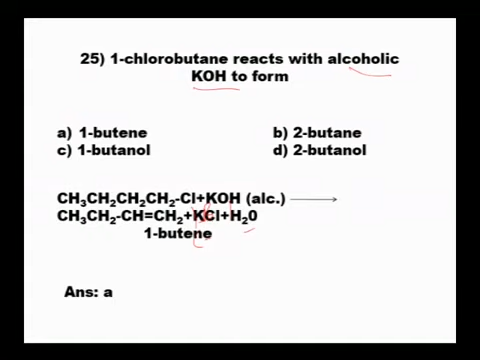 25) 1-chlorobutane reacts with alcoholic
KOH to form
a) 1-butene b) 2-butane
c) 1-butanol d) 2-butanol
CH₃CH₂CH₂CH₂-Cl+KOH (alc.) ⟶
CH₃CH₂-CH=CH₂+KCl+H₂0
1-butene
Ans: a